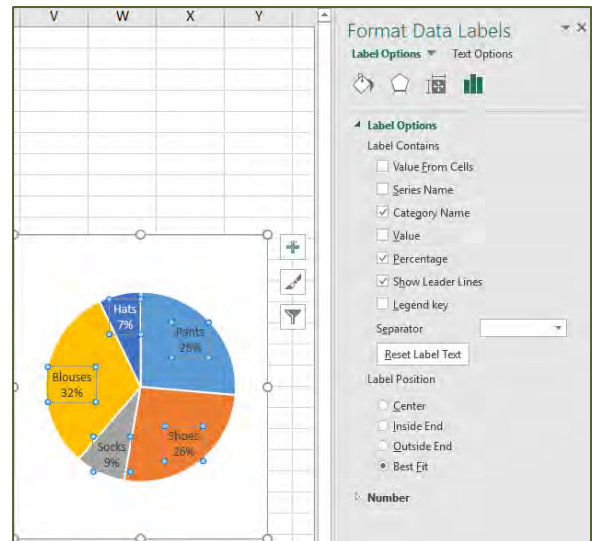 V W X Y
Format Data Labels
Label Options Text Options
Label Options
Label Contains
Value From Cells
Series Name
Category Name
Value
Percentage
Show Leader Lines
Legend key
Separator
Reset Label Text
Label Position
Center
Inside End
Outside End
Best Fit
Number
Hats
7%
Pants
26%
Blouses
32%
Shoes
26%
Socks
9%